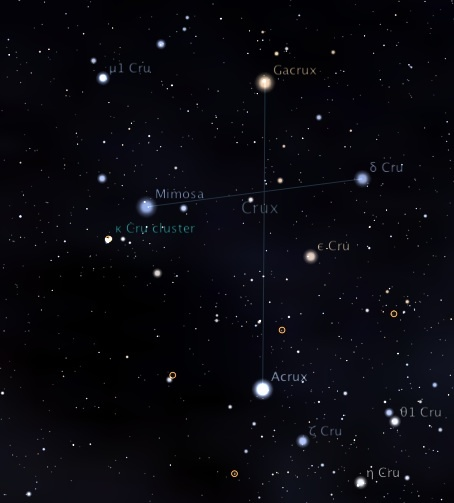 μ1 Cru
Gacrux
δ Cru
Mimosa
Crux
κ Cru cluster
ϵ Cru
Acrux
θ1 Cru
ζ Cru
η Cru